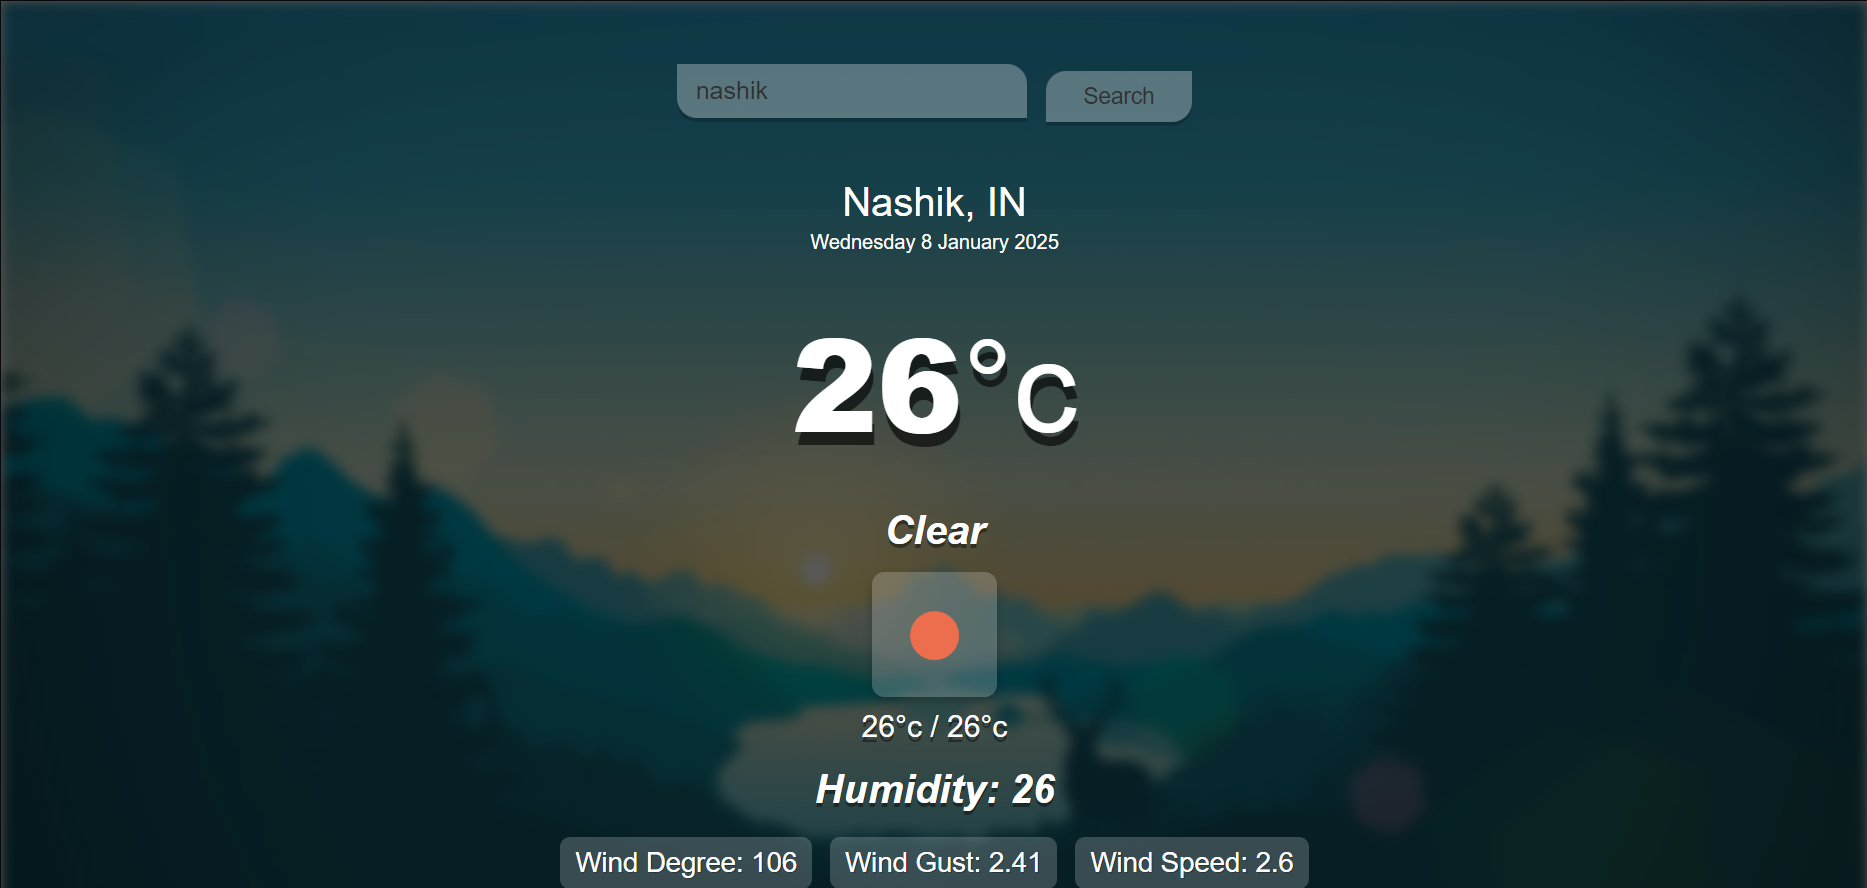 nashik
Search
Nashik, IN
Wednesday 8 January 2025
26°c
Clear
26°c / 26°c
Humidity: 26
Wind Degree: 106
Wind Gust: 2.41
Wind Speed: 2.6